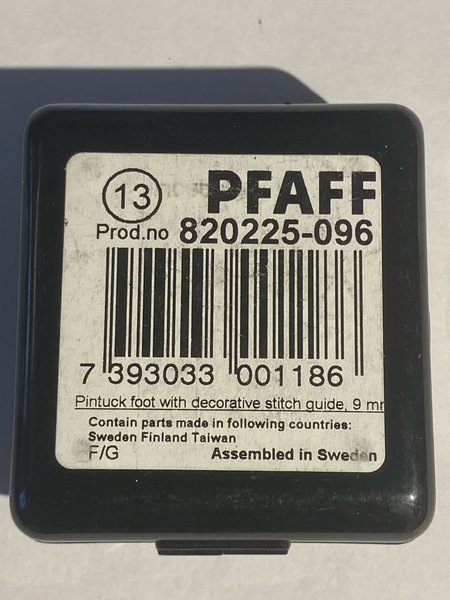 13 PFAFF
Prod.no 820225-096
7 393033 001186
Pintuck foot with decorative stitch guide, 9 mm
Contain parts made in following countries:
Sweden Finland Taiwan
F/G Assembled in Sweden